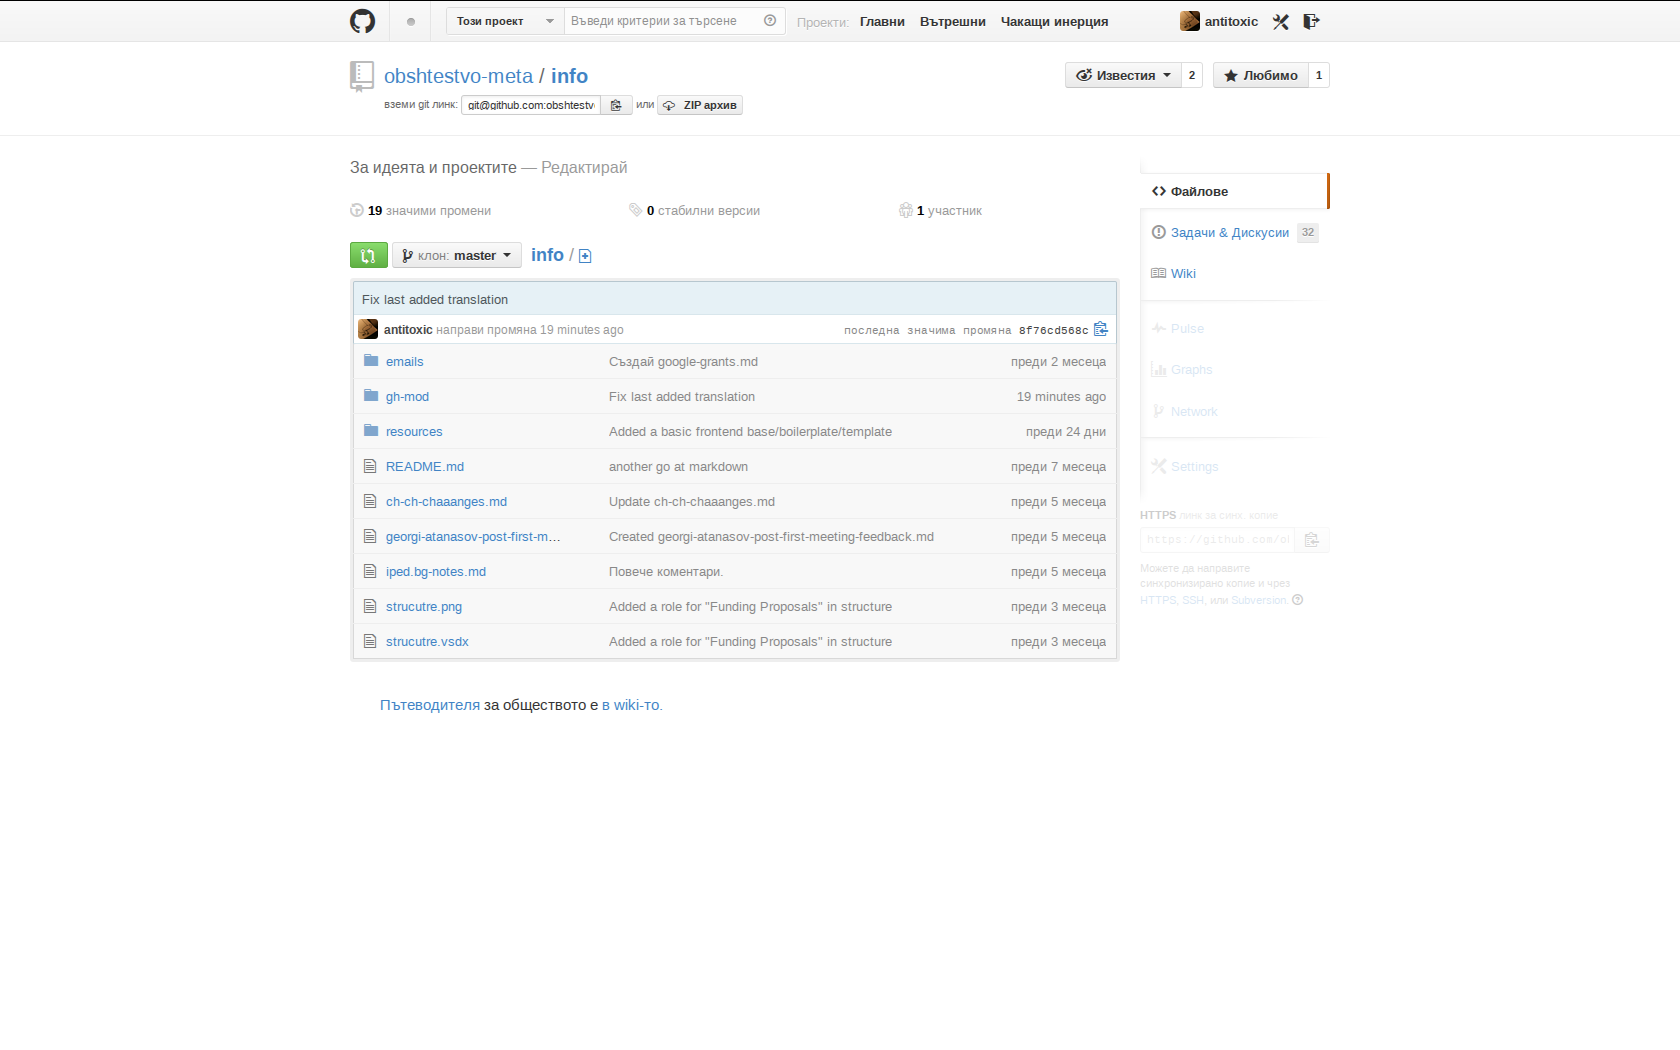 Този проект Въведи критерии за търсене Проекти: Главни Вътрешни Чакащи инерция antitoxic
obshtestvo-meta / info Известия 2 Любимо 1
вземи git линк: git@github.com:obshtestv или ZIP архив
За идеята и проектите — Редактирай
19 значими промени 0 стабилни версии 1 участник
клон: master info /
Fix last added translation
antitoxic направи промяна 19 minutes ago последна значима промяна 8f76cd568c
emails Създай google-grants.md преди 2 месеца
gh-mod Fix last added translation 19 minutes ago
resources Added a basic frontend base/boilerplate/template преди 24 дни
README.md another go at markdown преди 7 месеца
ch-ch-chaaanges.md Update ch-ch-chaaanges.md преди 5 месеца
georgi-atanasov-post-first-m… Created georgi-atanasov-post-first-meeting-feedback.md преди 5 месеца
iped.bg-notes.md Повече коментари. преди 5 месеца
strucutre.png Added a role for "Funding Proposals" in structure преди 3 месеца
strucutre.vsdx Added a role for "Funding Proposals" in structure преди 3 месеца
Пътеводителя за обществото е в wiki-то.
Файлове
Задачи & Дискусии 32
Wiki
Pulse
Graphs
Network
Settings
HTTPS линк за синх. копие
https://github.com/ol
Можете да направите
синхронизирано копие и чрез
HTTPS, SSH, или Subversion.